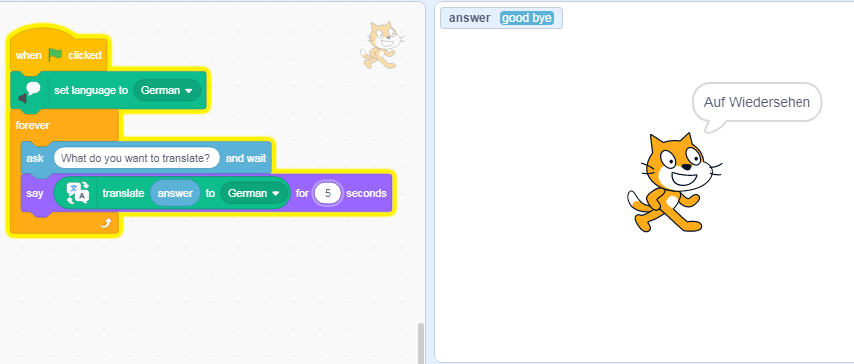 when clicked
set language to German
forever
ask What do you want to translate? and wait
say translate answer to German for 5 seconds
answer good bye
Auf Wiedersehen